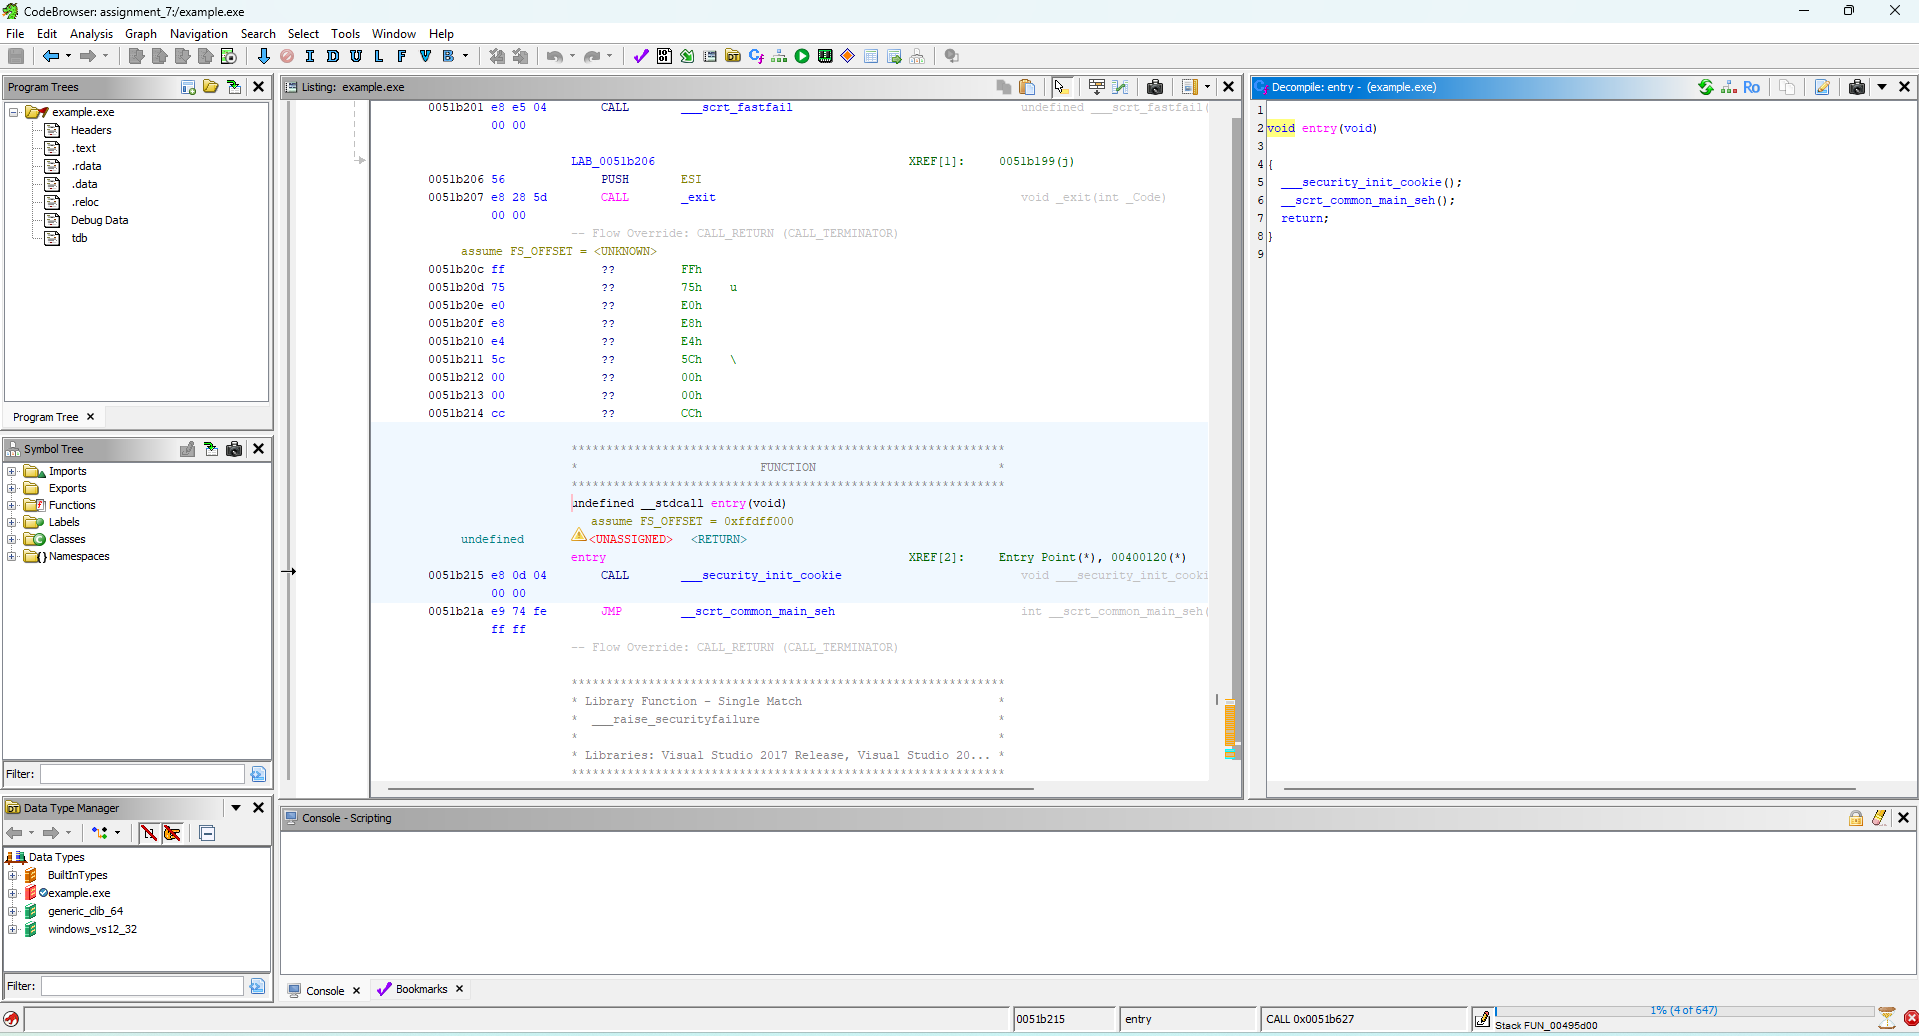 CodeBrowser: assignment_7:/example.exe
File Edit Analysis Graph Navigation Search Select Tools Window Help
I D U L F V B
Program Trees
example.exe
Headers
.text
.rdata
.data
.reloc
Debug Data
tdb
Program Tree
Symbol Tree
Imports
Exports
Functions
Labels
Classes
Namespaces
Filter:
Data Type Manager
Data Types
BuiltInTypes
example.exe
generic_clib_64
windows_vs12_32
Filter:
Listing: example.exe
0051b201 e8 e5 04 CALL ___scrt_fastfail undefined ___scrt_fastfail(
00 00
LAB_0051b206 XREF[1]: 0051b199(j)
0051b206 56 PUSH ESI
0051b207 e8 28 5d CALL _exit void _exit(int _Code)
00 00
-- Flow Override: CALL_RETURN (CALL_TERMINATOR)
assume FS_OFFSET = <UNKNOWN>
0051b20c ff ?? FFh
0051b20d 75 ?? 75h u
0051b20e e0 ?? E0h
0051b20f e8 ?? E8h
0051b210 e4 ?? E4h
0051b211 5c ?? 5Ch \
0051b212 00 ?? 00h
0051b213 00 ?? 00h
0051b214 cc ?? CCh
**************************************************************
* FUNCTION *
**************************************************************
undefined __stdcall entry(void)
assume FS_OFFSET = 0xffdff000
undefined <UNASSIGNED> <RETURN>
entry XREF[2]: Entry Point(*), 00400120(*)
0051b215 e8 0d 04 CALL ___security_init_cookie void ___security_init_cooki
00 00
0051b21a e9 74 fe JMP __scrt_common_main_seh int __scrt_common_main_seh(
ff ff
-- Flow Override: CALL_RETURN (CALL_TERMINATOR)
**************************************************************
* Library Function - Single Match *
* ___raise_securityfailure *
* *
* Libraries: Visual Studio 2017 Release, Visual Studio 20... *
**************************************************************
Decompile: entry - (example.exe)
Ro
1
2 void entry(void)
3
4 {
5 ___security_init_cookie();
6 __scrt_common_main_seh();
7 return;
8 }
9
Console - Scripting
Console
Bookmarks
0051b215
entry
CALL 0x0051b627
1% (4 of 647)
Stack FUN_00495d00